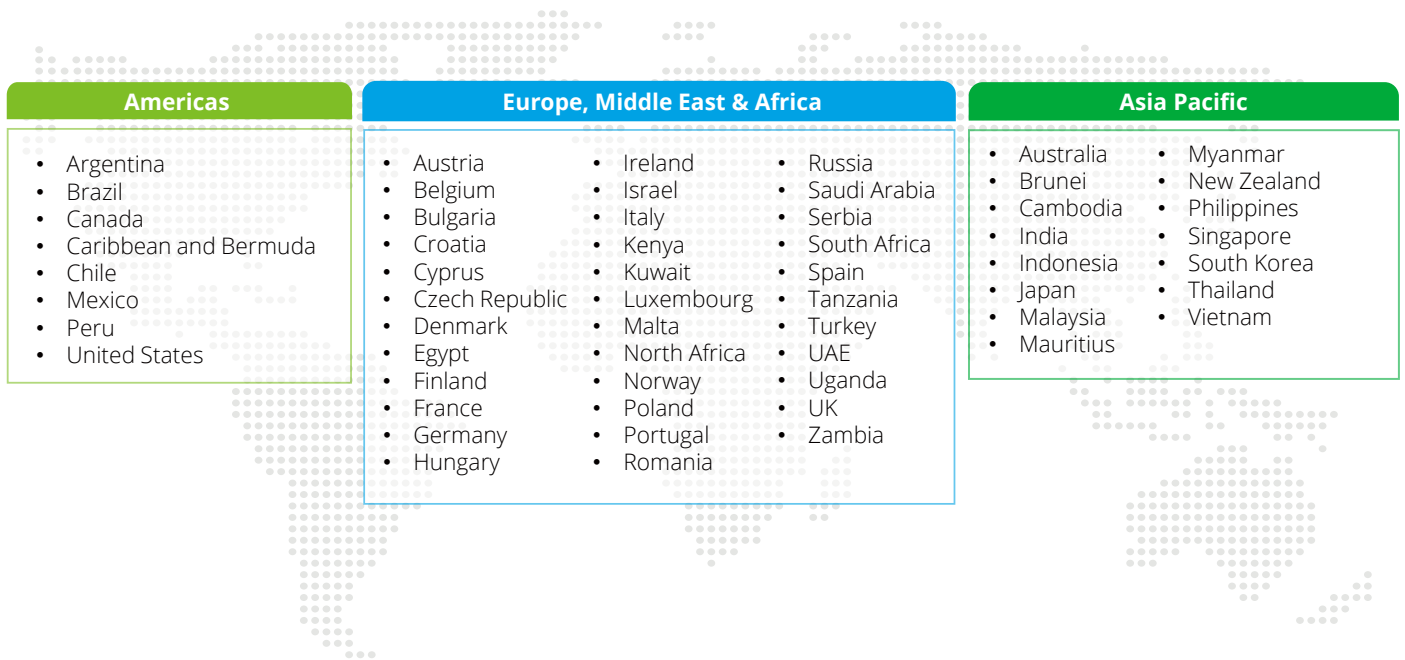 Americas
• Argentina
• Brazil
• Canada
• Caribbean and Bermuda
• Chile
• Mexico
• Peru
• United States
Europe, Middle East & Africa
• Austria
• Belgium
• Bulgaria
• Croatia
• Cyprus
• Czech Republic
• Denmark
• Egypt
• Finland
• France
• Germany
• Hungary
• Ireland
• Israel
• Italy
• Kenya
• Kuwait
• Luxembourg
• Malta
• North Africa
• Norway
• Poland
• Portugal
• Romania
• Russia
• Saudi Arabia
• Serbia
• South Africa
• Spain
• Tanzania
• Turkey
• UAE
• Uganda
• UK
• Zambia
Asia Pacific
• Australia
• Brunei
• Cambodia
• India
• Indonesia
• Japan
• Malaysia
• Mauritius
• Myanmar
• New Zealand
• Philippines
• Singapore
• South Korea
• Thailand
• Vietnam